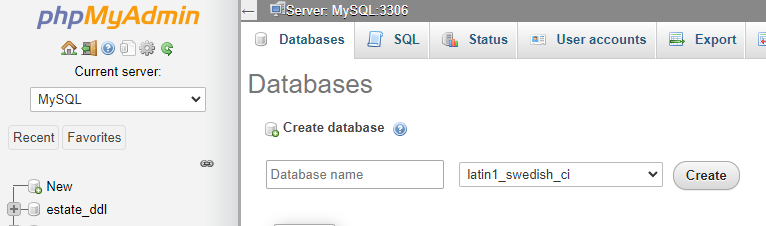 phpMyAdmin
Current server:
MySQL
Recent Favorites
New
estate_ddl
Server: MySQL:3306
Databases SQL Status User accounts Export
Databases
Create database
Database name latin1_swedish_ci Create